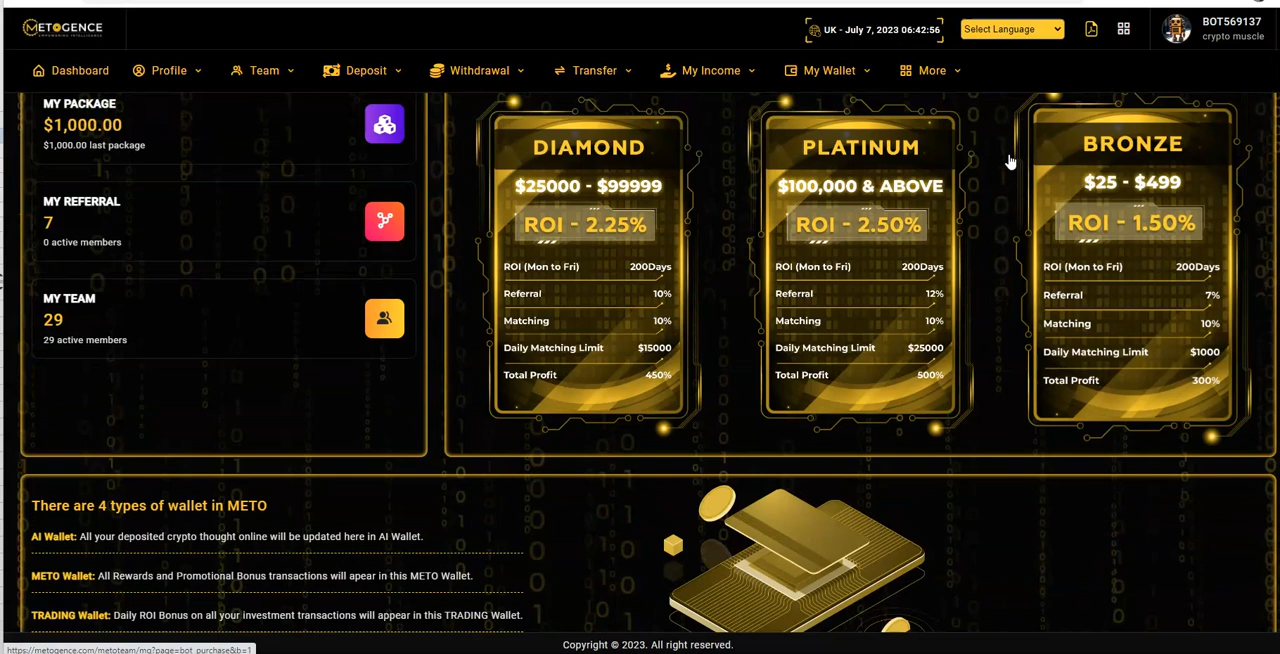 METOGENCE
EMPOWERING INTELLIGENCE
UK - July 7, 2023 06:42:56
Select Language
BOT569137
crypto muscle
Dashboard
Profile
Team
Deposit
Withdrawal
Transfer
My Income
My Wallet
More
MY PACKAGE
$1,000.00
$1,000.00 last package
MY REFERRAL
7
0 active members
MY TEAM
29
29 active members
DIAMOND
$25000 - $99999
ROI - 2.25%
ROI (Mon to Fri) 200Days
Referral 10%
Matching 10%
Daily Matching Limit $15000
Total Profit 450%
PLATINUM
$100,000 & ABOVE
ROI - 2.50%
ROI (Mon to Fri) 200Days
Referral 12%
Matching 10%
Daily Matching Limit $25000
Total Profit 500%
BRONZE
$25 - $499
ROI - 1.50%
ROI (Mon to Fri) 200Days
Referral 7%
Matching 10%
Daily Matching Limit $1000
Total Profit 300%
There are 4 types of wallet in METO
AI Wallet: All your deposited crypto thought online will be updated here in AI Wallet.
METO Wallet: All Rewards and Promotional Bonus transactions will apear in this METO Wallet.
TRADING Wallet: Daily ROI Bonus on all your investment transactions will appear in this TRADING Wallet.
Copyright © 2023. All right reserved.
https://metogence.com/metoteam/mg?page=bot_purchase&b=1